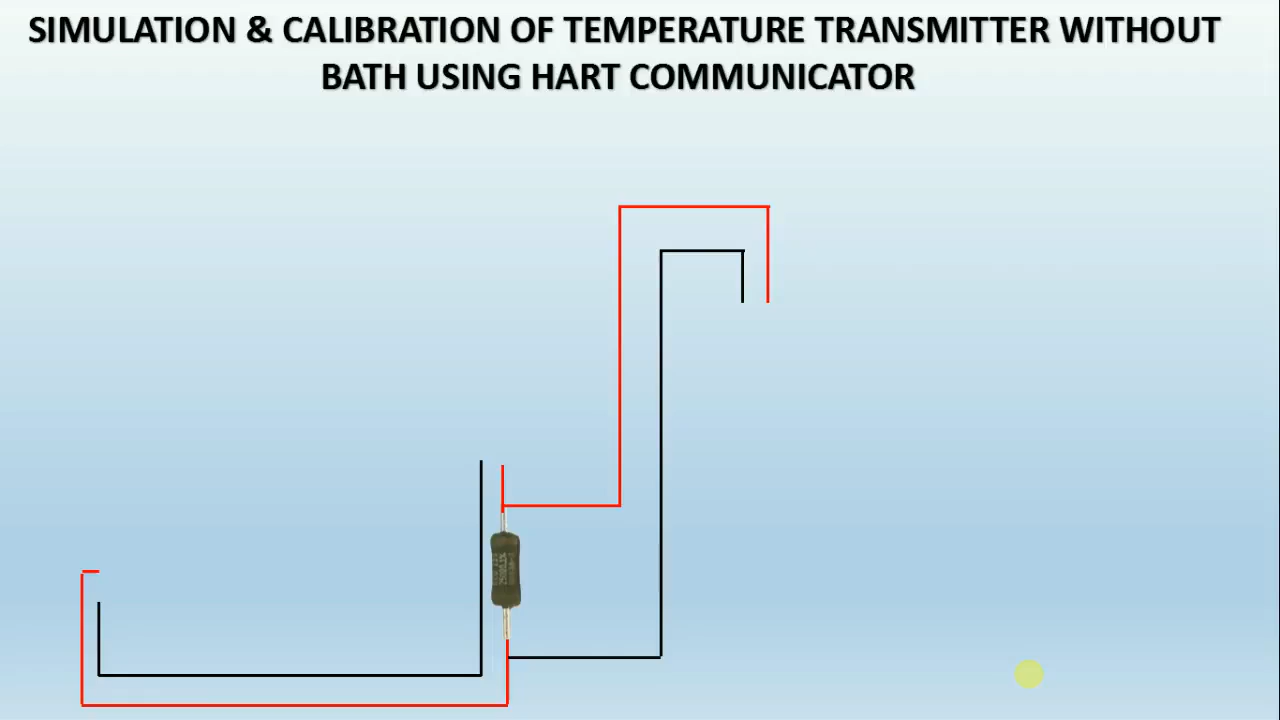 SIMULATION & CALIBRATION OF TEMPERATURE TRANSMITTER WITHOUT
BATH USING HART COMMUNICATOR